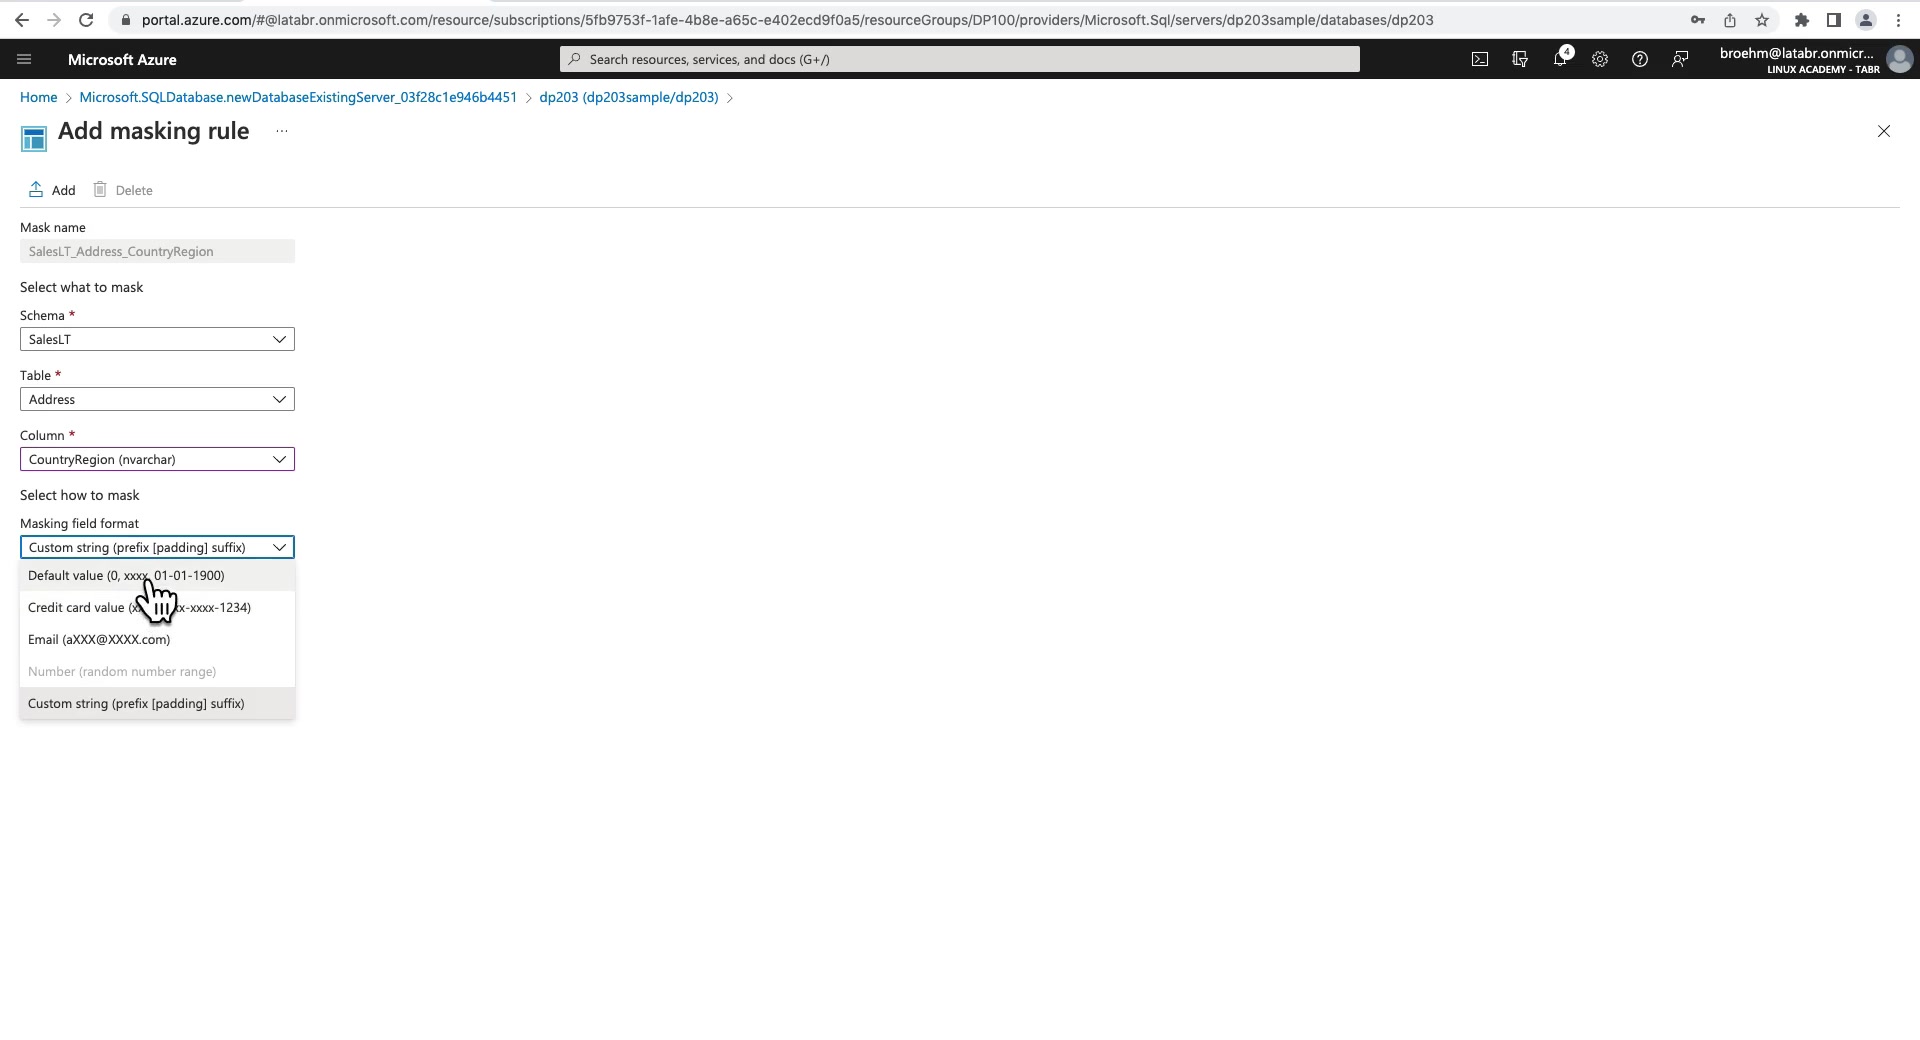 portal.azure.com/#@latabr.onmicrosoft.com/resource/subscriptions/5fb9753f-1afe-4b8e-a65c-e402ecd9f0a5/resourceGroups/DP100/providers/Microsoft.Sql/servers/dp203sample/databases/dp203
Microsoft Azure
Search resources, services, and docs (G+/)
4
broehm@latabr.onmicr...
LINUX ACADEMY - TABR
Home > Microsoft.SQLDatabase.newDatabaseExistingServer_03f28c1e946b4451 > dp203 (dp203sample/dp203) >
Add masking rule ...
Add Delete
Mask name
SalesLT_Address_CountryRegion
Select what to mask
Schema *
SalesLT
Table *
Address
Column *
CountryRegion (nvarchar)
Select how to mask
Masking field format
Custom string (prefix [padding] suffix)
Default value (0, xxxx, 01-01-1900)
Credit card value -xxxx-1234)
Email (aXXX@XXXX.com)
Number (random number range)
Custom string (prefix [padding] suffix)